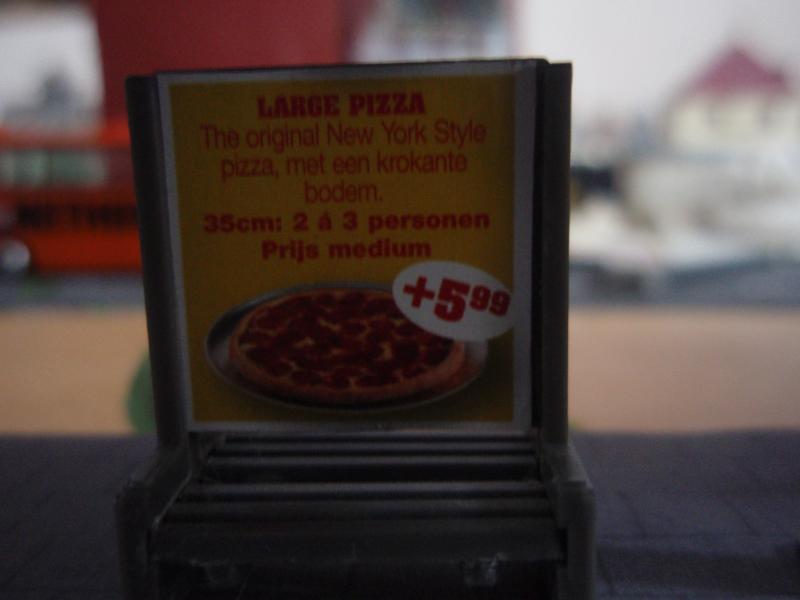 LARGE PIZZA
The original New York Style
pizza, met een krokante
bodem.
35cm: 2 á 3 personen
Prijs medium
+5.99